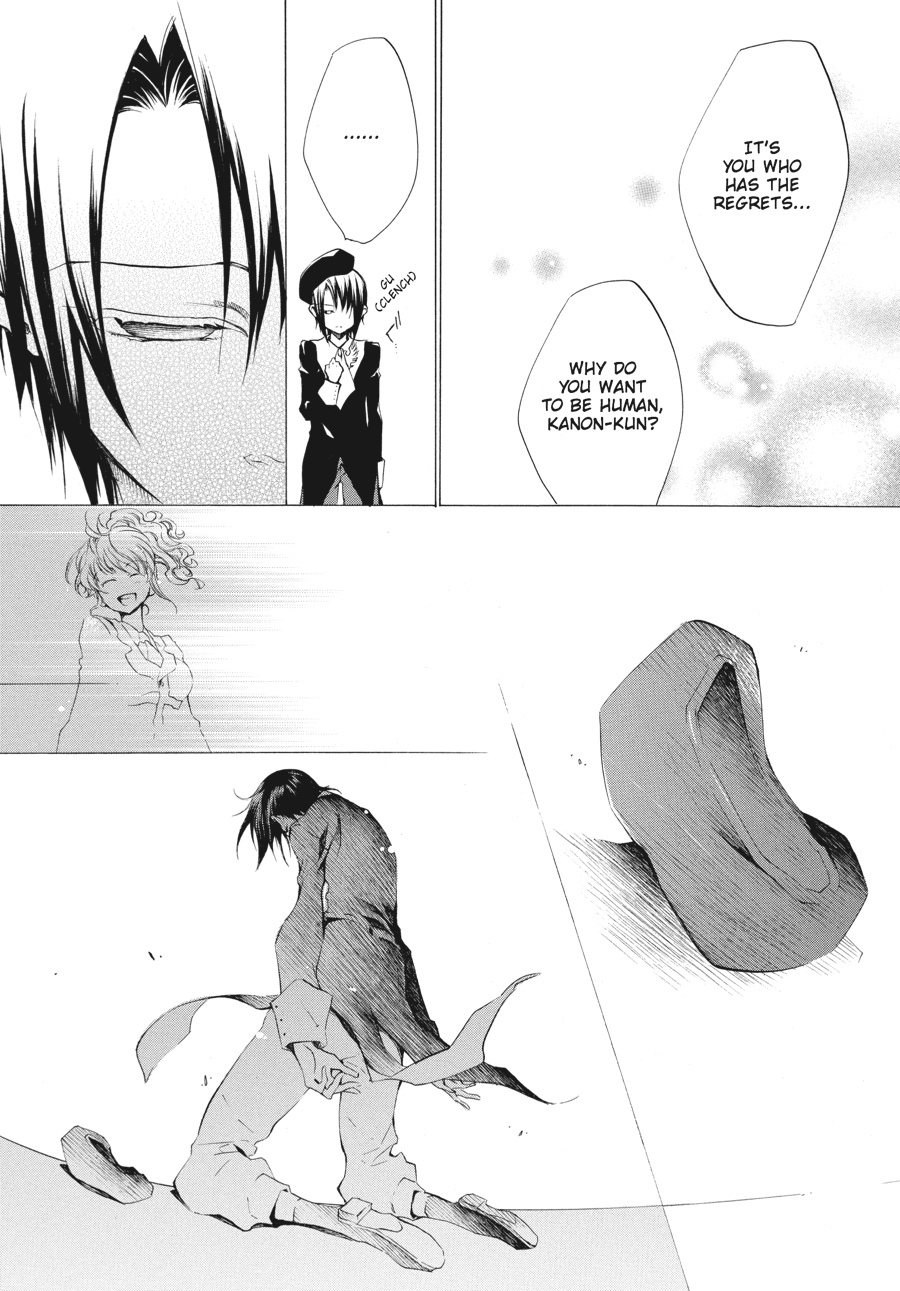 IT'S
YOU WHO
HAS THE
REGRETS...
WHY DO
YOU WANT
TO BE HUMAN,
KANON-KUN?
......
GU
(CLENCH)